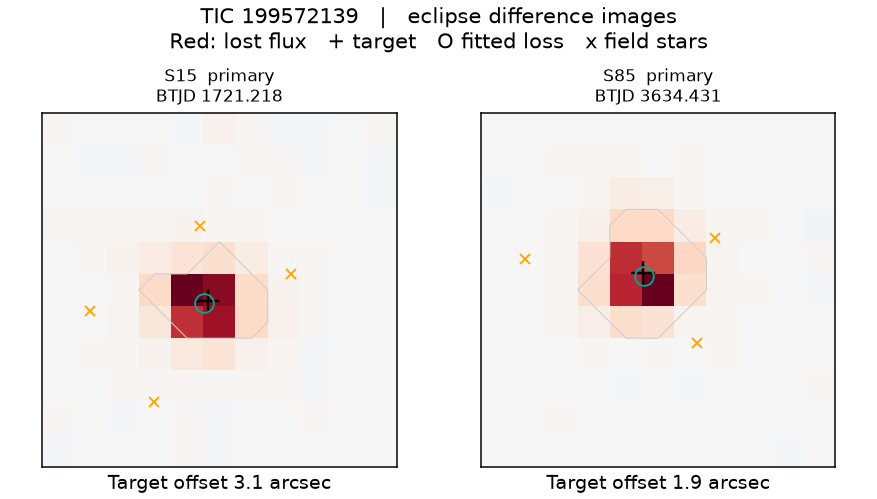 TIC 199572139 | eclipse difference images
Red: lost flux + target O fitted loss x field stars
S15 primary
BTJD 1721.218
S85 primary
BTJD 3634.431
Target offset 3.1 arcsec
Target offset 1.9 arcsec